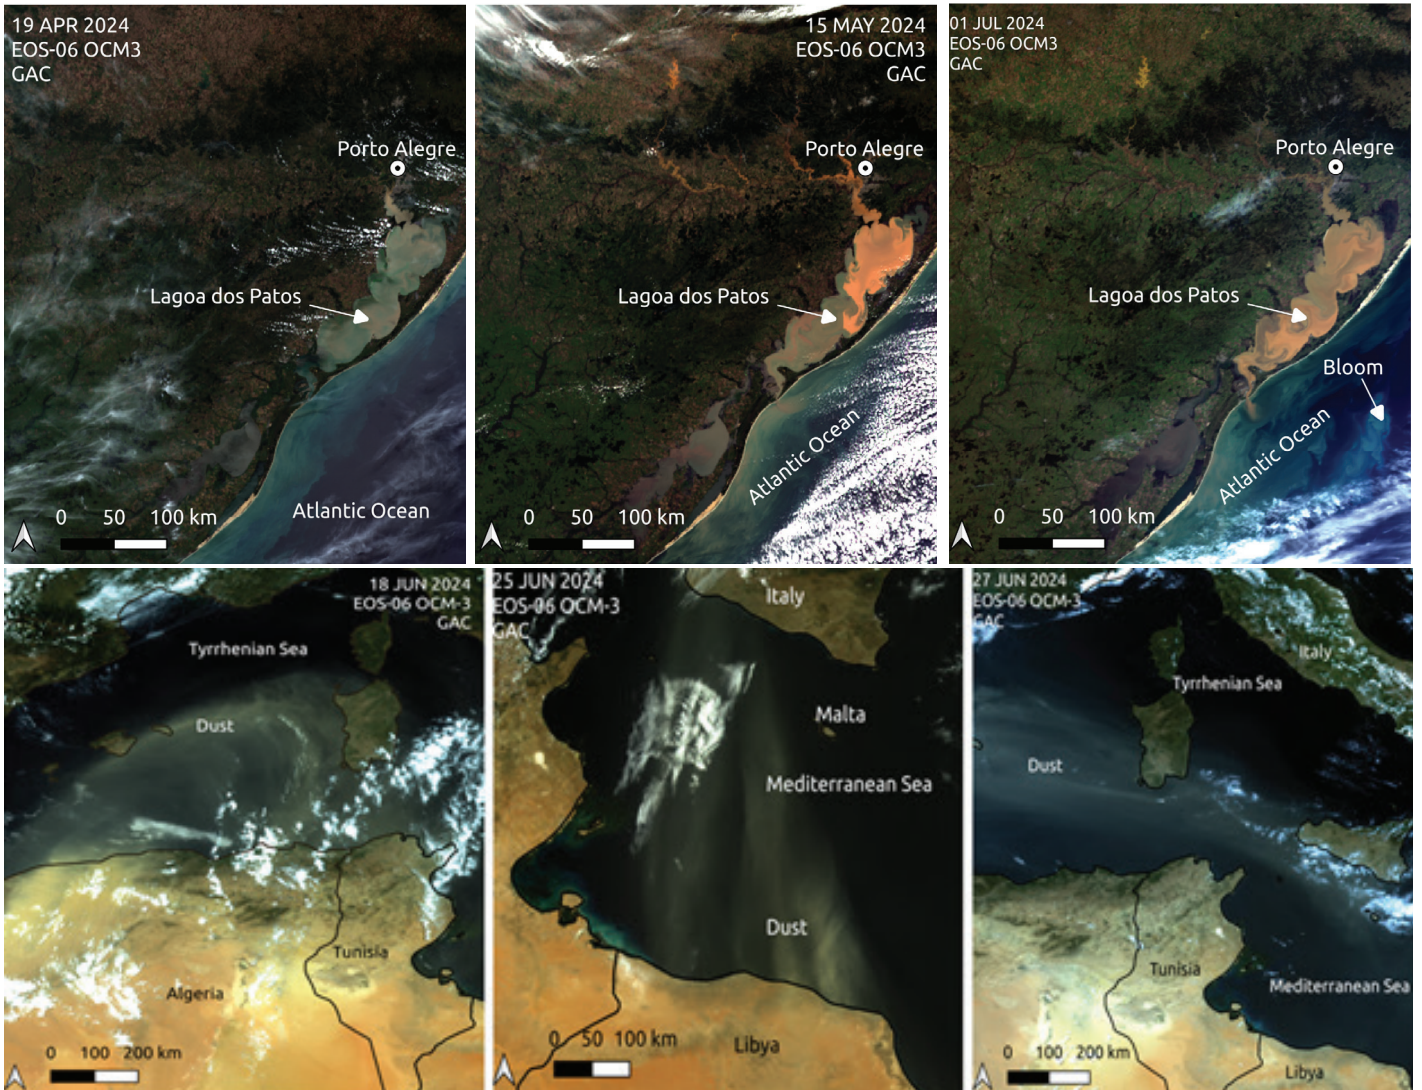 19 APR 2024
EOS-06 OCM3
GAC
Porto Alegre
Lagoa dos Patos
Atlantic Ocean
0 50 100 km
15 MAY 2024
EOS-06 OCM3
GAC
Porto Alegre
Lagoa dos Patos
Atlantic Ocean
0 50 100 km
01 JUL 2024
EOS-06 OCM3
GAC
Porto Alegre
Lagoa dos Patos
Bloom
Atlantic Ocean
0 50 100 km
18 JUN 2024
EOS-06 OCM-3
GAC
Tyrrhenian Sea
Dust
Tunisia
Algeria
0 100 200 km
25 JUN 2024
EOS-06 OCM-3
GAC
Italy
Malta
Mediterranean Sea
Dust
0 50 100 km
Libya
27 JUN 2024
EOS-06 OCM-3
GAC
Italy
Tyrrhenian Sea
Dust
Tunisia
Mediterranean Sea
0 100 200 km
Libya